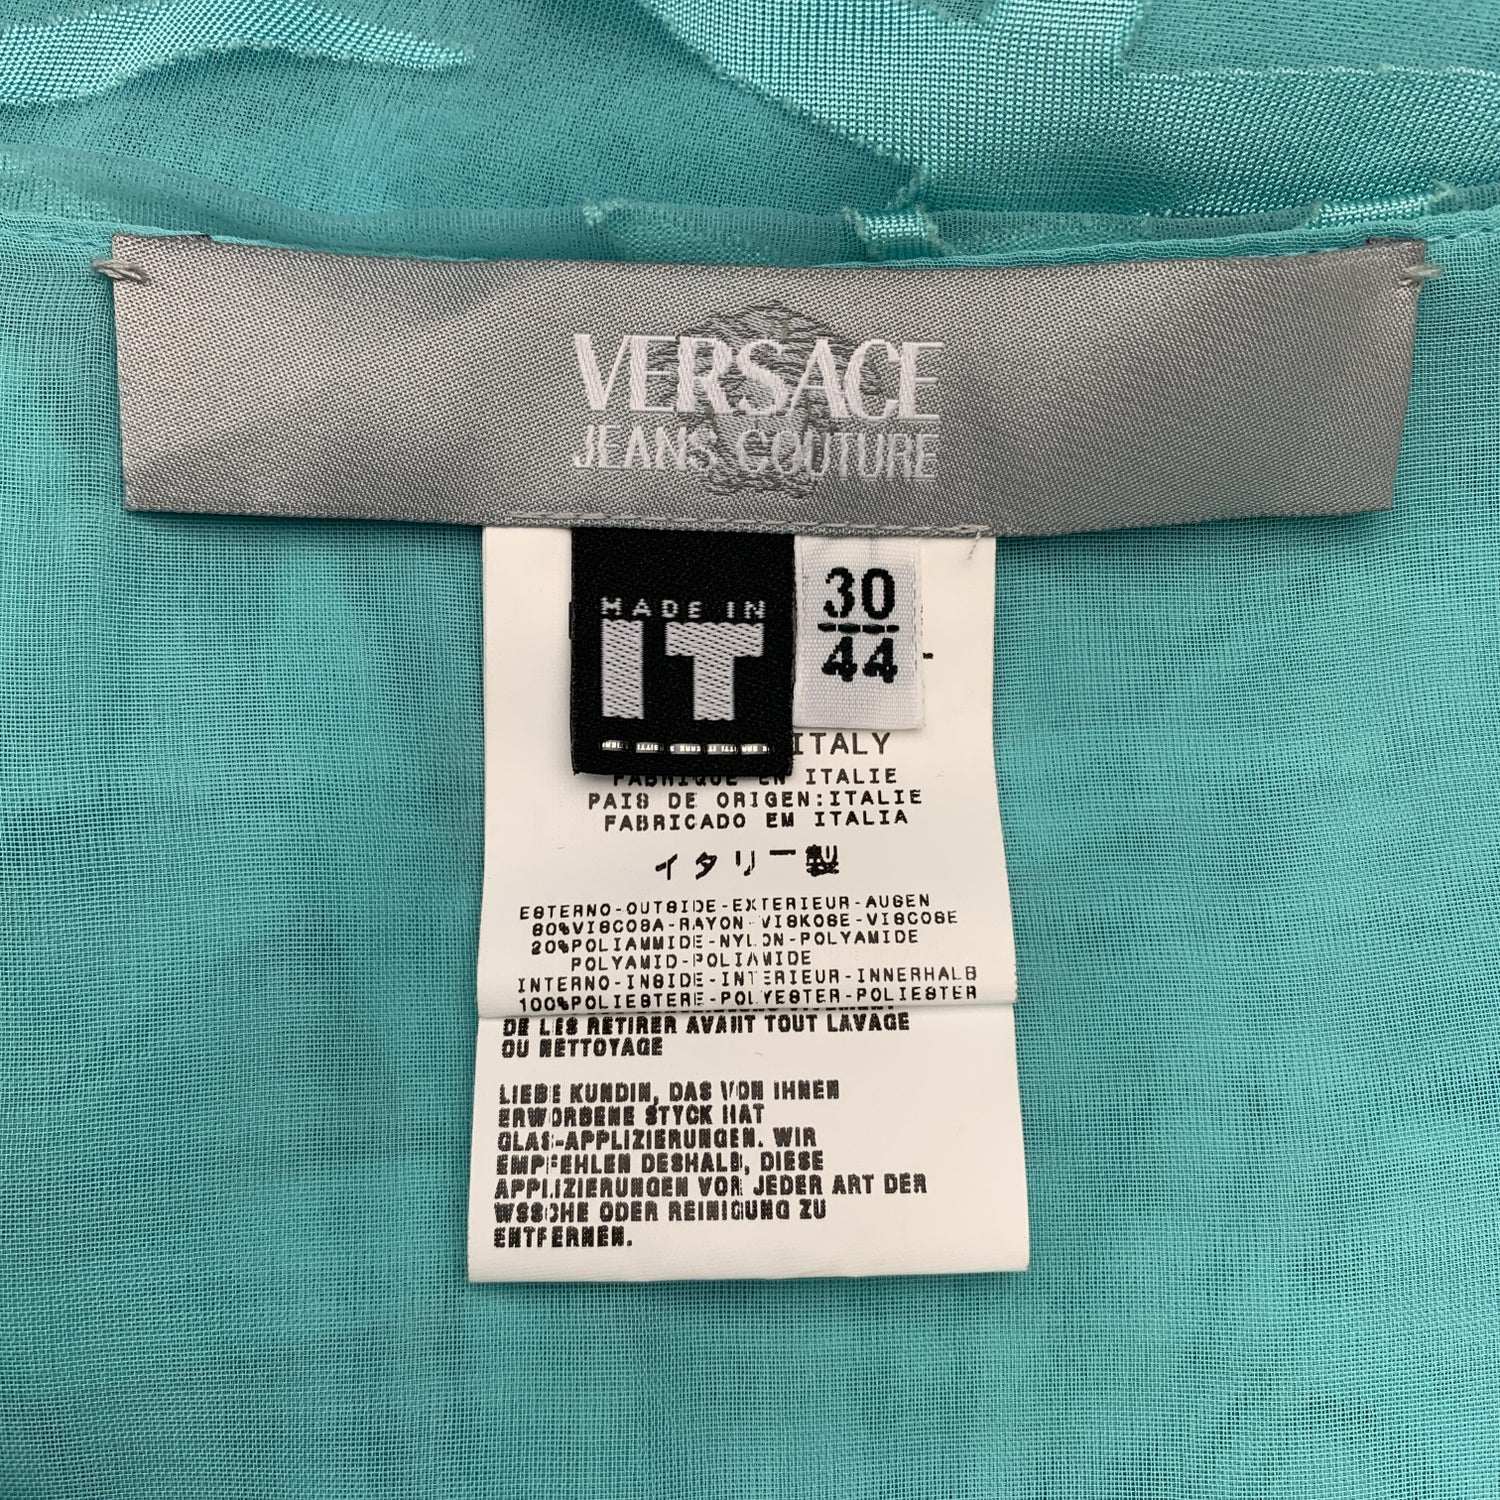 VERSACE
JEANS COUTURE
MADE IN
IT
30
44
ITALY
FABRIQUE EN ITALIE
PAIS DE ORIGEN:ITALIE
FABRICADO EM ITALIA
イタリー製
ESTERNO-OUTSIDE-EXTERIEUR-AUSEN
80%VISCOSA-RAYON-VISKOSE-VISCOSE
20%POLIAMMIDE-NYLON-POLYAMIDE
POLYAMID-POLIAMIDE
INTERNO-INSIDE-INTERIEUR-INNERHALB
100%POLIESTERE-POLYESTER-POLIESTER
DE LES RETIRER AVANT TOUT LAVAGE
OU NETTOYAGE
LIEBE KUNDIN, DAS VON IHNEN
ERWORBENE STYCK HAT
GLAS-APPLIZIERUNGEN. WIR
EMPFEHLEN DESHALB, DIESE
APPLIZIERUNGEN VOR JEDER ART DER
WSSCHE ODER REINIGUNG ZU
ENTFERNEN.